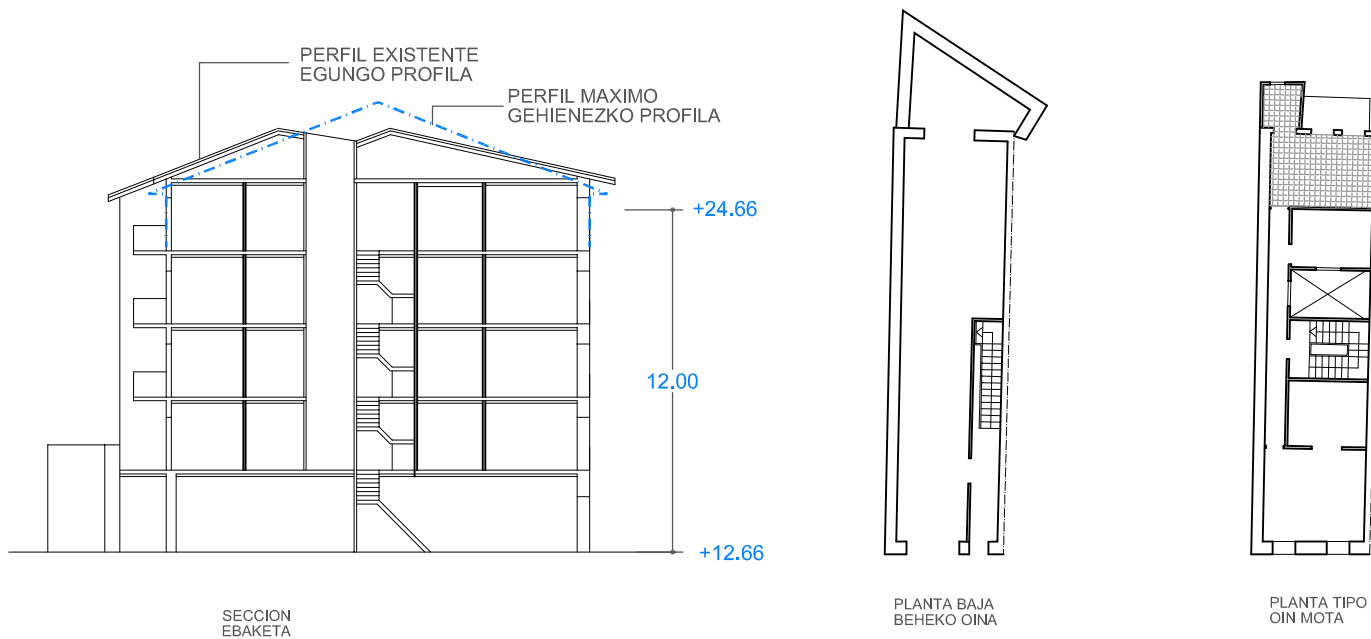 PERFIL EXISTENTE
EGUNGO PROFILA
PERFIL MAXIMO
GEHIENEZKO PROFILA
+24.66
12.00
+12.66
SECCION
EBAKETA
PLANTA BAJA
BEHEKO OINA
PLANTA TIPO
OIN MOTA